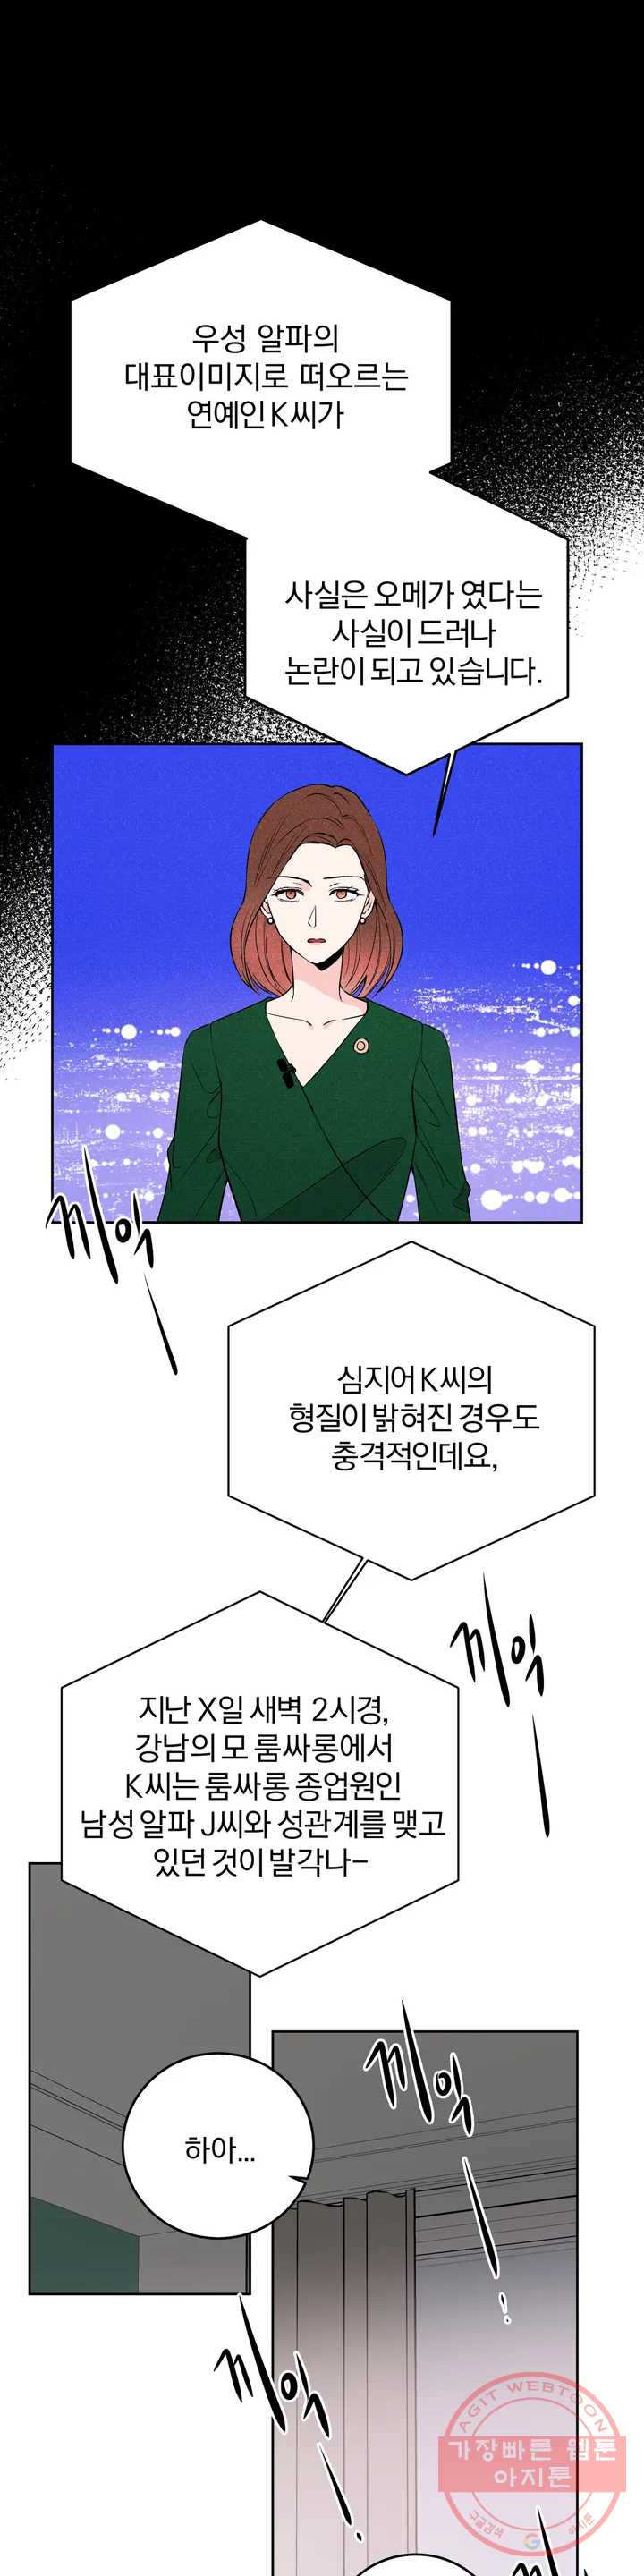 우성 알파의
대표이미지로 떠오르는
연예인 K씨가
사실은 오메가 였다는
사실이 드러나
논란이 되고 있습니다.
끼익
심지어 K씨의
형질이 밝혀진 경우도
충격적인데요,
끼익
지난 X일 새벽 2시경,
강남의 모 룸싸롱에서
K씨는 룸싸롱 종업원인
남성 알파 J씨와 성관계를 맺고
있던 것이 발각나-
끼익
하아...
끼익
AGIT WEBTOON
가장빠른 웹툰
아지툰
구글검색
아지툰